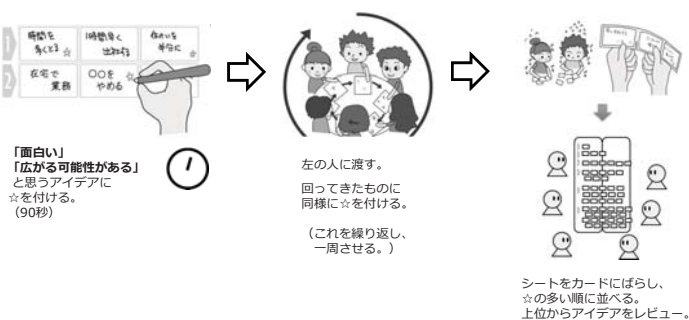 1
時間を
多くとる ☆
1時間早く
出社する
住まいを
半分に ☆
2
在宅で
業務
○○を
やめる ☆
「面白い」
「広がる可能性がある」
と思うアイデアに
☆を付ける。
（90秒）
左の人に渡す。
回ってきたものに
同様に☆を付ける。
（これを繰り返し、
一周させる。）
シートをカードにばらし、
☆の多い順に並べる。
上位からアイデアをレビュー。